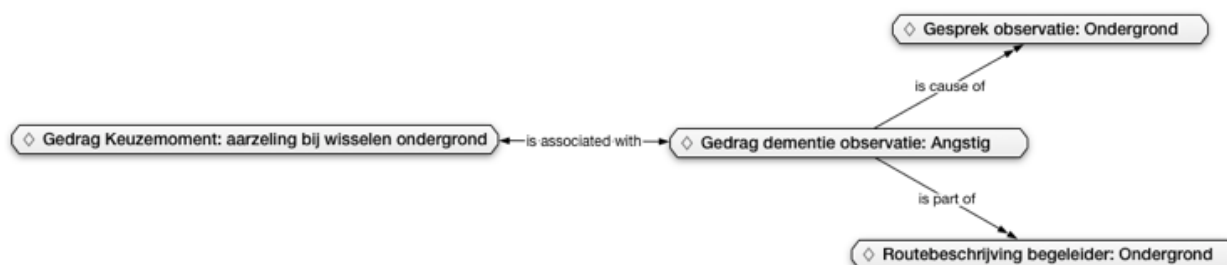 Gesprek observatie: Ondergrond
is cause of
Gedrag Keuzemoment: aarzeling bij wisselen ondergrond
is associated with
Gedrag dementie observatie: Angstig
is part of
Routebeschrijving begeleider: Ondergrond